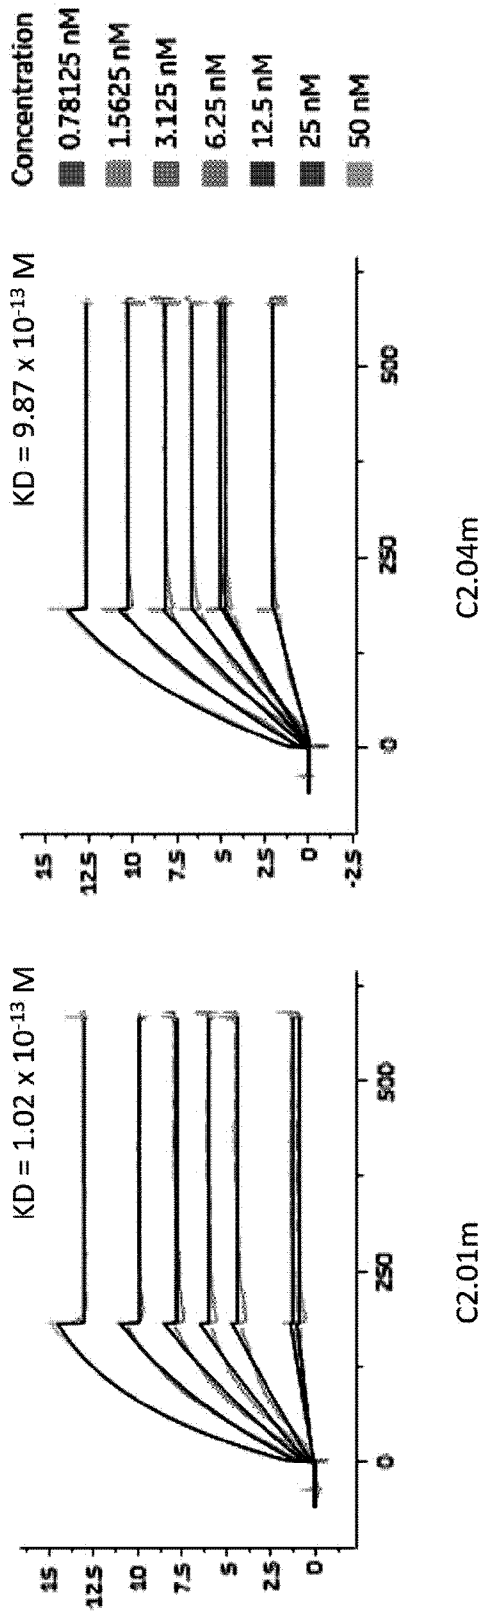 KD = 1.02 x 10-13 M
15
12.5
10
7.5
5
2.5
0
0
250
500
C2.01m
KD = 9.87 x 10-13 M
15
12.5
10
7.5
5
2.5
0
-2.5
0
250
500
C2.04m
Concentration
0.78125 nM
1.5625 nM
3.125 nM
6.25 nM
12.5 nM
25 nM
50 nM